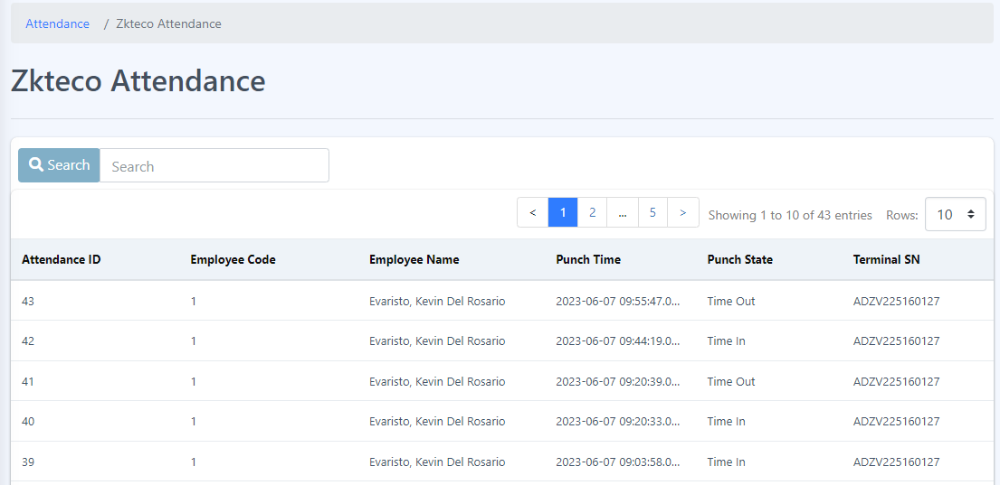 Attendance / Zkteco Attendance
Zkteco Attendance
Search Search
< 1 2 ... 5 > Showing 1 to 10 of 43 entries Rows: 10
Attendance ID Employee Code Employee Name Punch Time Punch State Terminal SN
43 1 Evaristo, Kevin Del Rosario 2023-06-07 09:55:47.0... Time Out ADZV225160127
42 1 Evaristo, Kevin Del Rosario 2023-06-07 09:44:19.0... Time In ADZV225160127
41 1 Evaristo, Kevin Del Rosario 2023-06-07 09:20:39.0... Time Out ADZV225160127
40 1 Evaristo, Kevin Del Rosario 2023-06-07 09:20:33.0... Time In ADZV225160127
39 1 Evaristo, Kevin Del Rosario 2023-06-07 09:03:58.0... Time In ADZV225160127